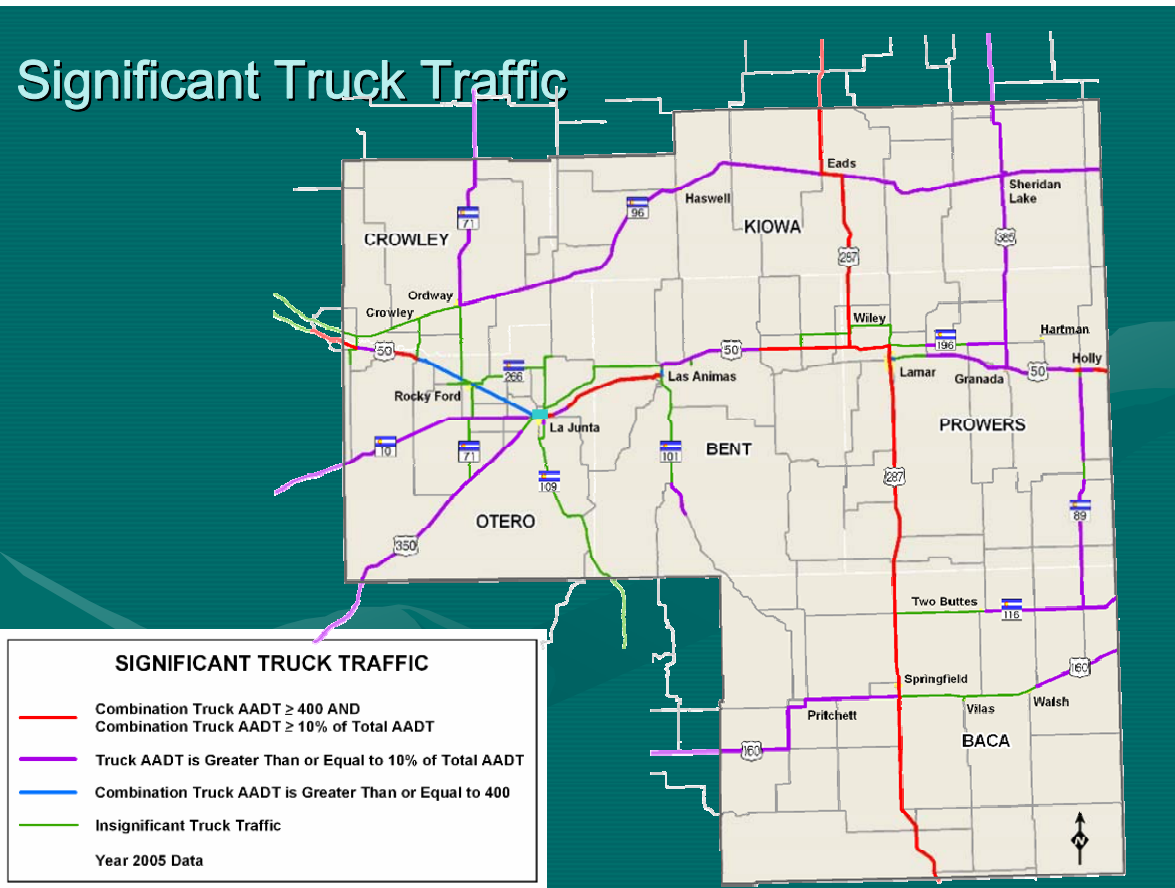 Significant Truck Traffic
Eads
Sheridan
Lake
Haswell
96
71
KIOWA
CROWLEY
385
287
Ordway
Crowley
Wiley
Hartman
50
50
196
Holly
266
Las Animas
Lamar
Granada
50
Rocky Ford
La Junta
PROWERS
10
71
101
BENT
109
287
OTERO
89
350
Two Buttes
116
160
Springfield
Pritchett
Vilas
Walsh
160
BACA
N
SIGNIFICANT TRUCK TRAFFIC
Combination Truck AADT ≥ 400 AND
Combination Truck AADT ≥ 10% of Total AADT
Truck AADT is Greater Than or Equal to 10% of Total AADT
Combination Truck AADT is Greater Than or Equal to 400
Insignificant Truck Traffic
Year 2005 Data